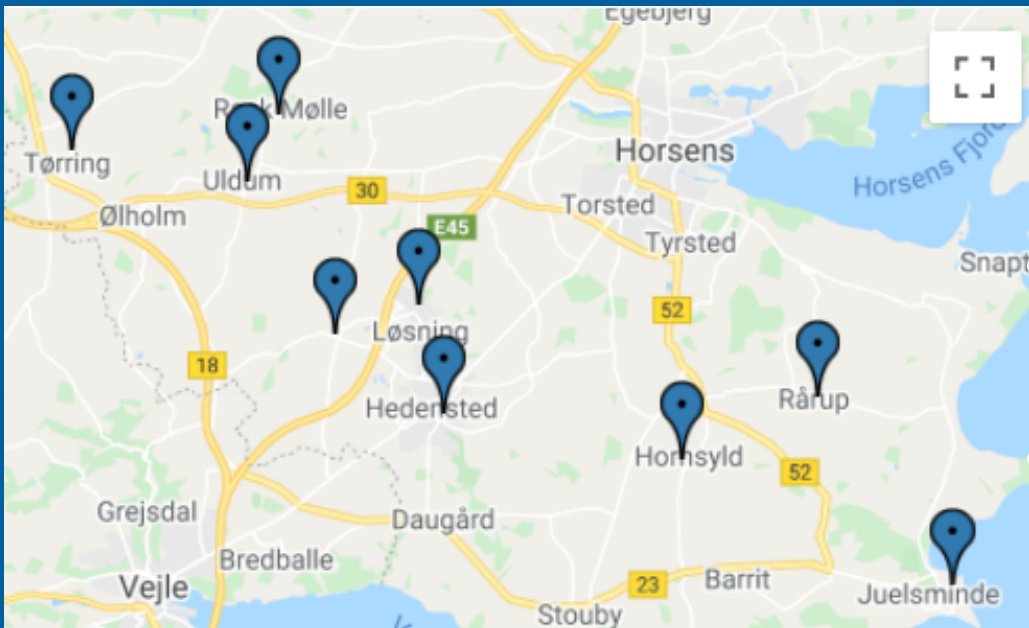 Egebjerg
Mølle
Tørring
Uldum
Horsens
30
Ølholm
Torsted
Horsens Fjord
E45
Tyrsted
Snapt
Løsning
52
18
Hedensted
Rårup
Hornsyld
52
Grejsdal
Daugård
Bredballe
Vejle
23
Barrit
Juelsminde
Stouby